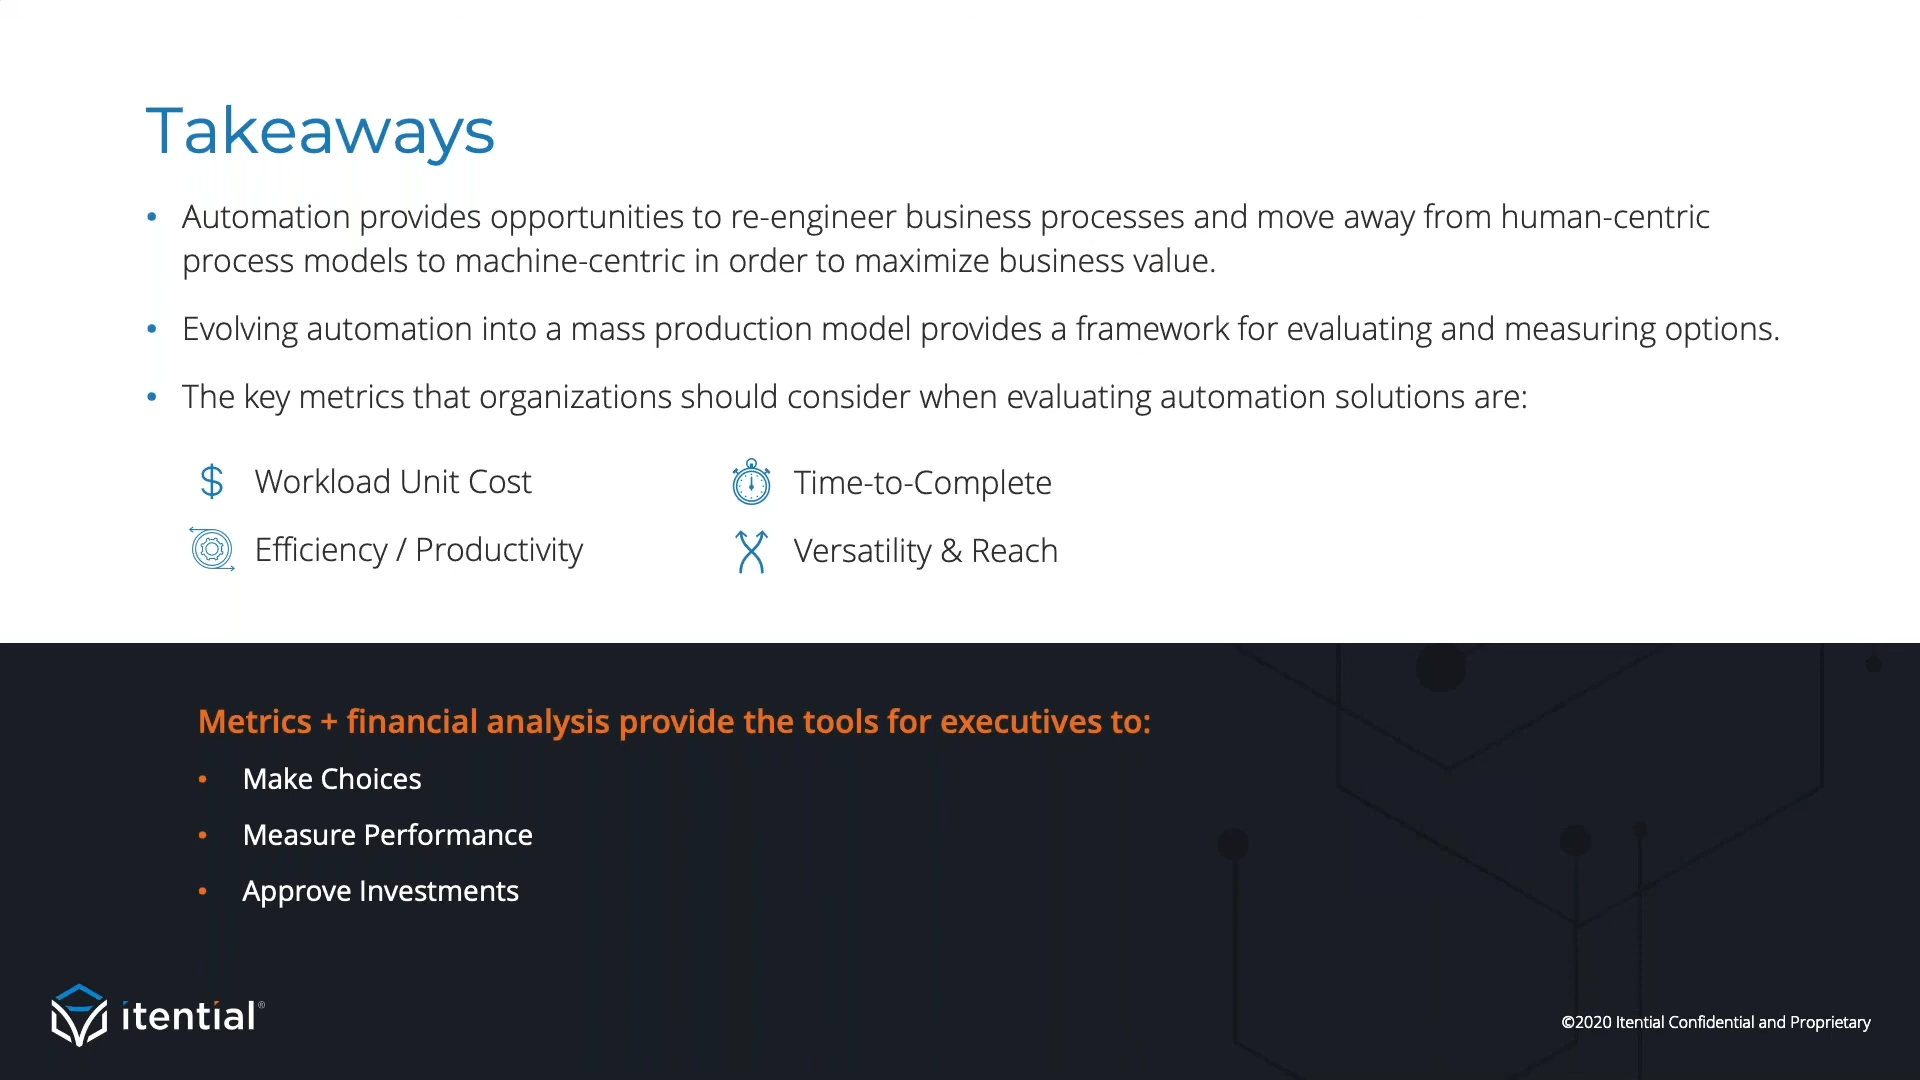 Takeaways
• Automation provides opportunities to re-engineer business processes and move away from human-centric
process models to machine-centric in order to maximize business value.
• Evolving automation into a mass production model provides a framework for evaluating and measuring options.
• The key metrics that organizations should consider when evaluating automation solutions are:
$ Workload Unit Cost
Time-to-Complete
Efficiency / Productivity
Versatility & Reach
Metrics + financial analysis provide the tools for executives to:
• Make Choices
• Measure Performance
• Approve Investments
itential®
©2020 Itential Confidential and Proprietary